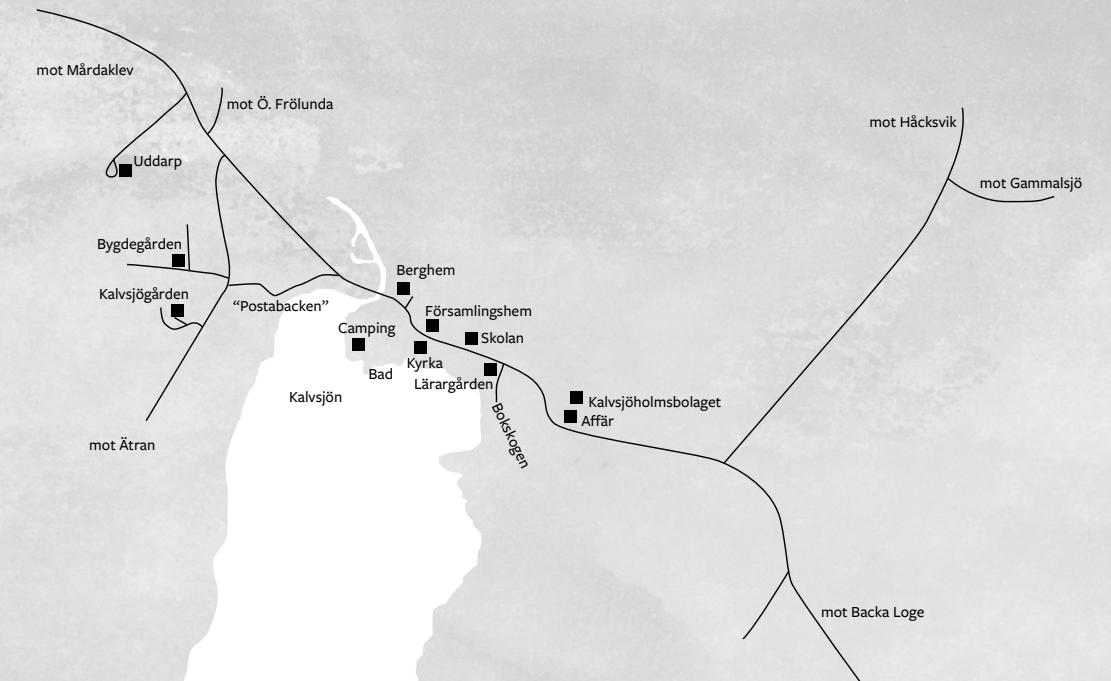 mot Mårdaklev
mot Ö. Frölunda
mot Håcksvik
Uddarp
mot Gammalsjö
Bygdegården
Berghem
Kalvsjögården
“Postabacken”
Församlingshem
Camping
Skolan
Kyrka
Bad
Lärargården
Kalvsjön
Kalvsjöholmsbolaget
Affär
Bokskogen
mot Ätran
mot Backa Loge